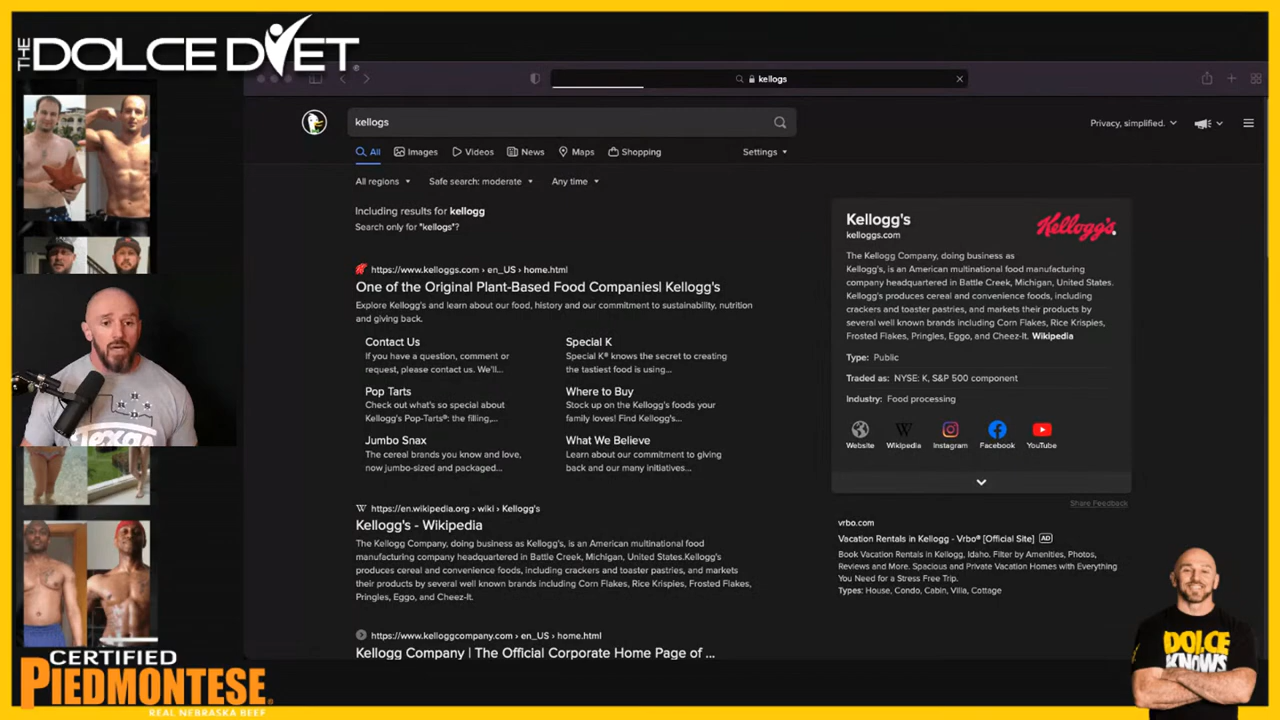 THE DOLCE DIET®
kellogs
kellogs
Privacy, simplified.
All
Images
Videos
News
Maps
Shopping
Settings
All regions
Safe search: moderate
Any time
Including results for kellogg
Search only for "kellogs"?
https://www.kelloggs.com › en_US › home.html
One of the Original Plant-Based Food Companies| Kellogg's
Explore Kellogg's and learn about our food, history and our commitment to sustainability, nutrition
and giving back.
Contact Us
If you have a question, comment or
request, please contact us. We'll...
Special K
Special K® knows the secret to creating
the tastiest food is using...
Pop Tarts
Check out what's so special about
Kellogg's Pop-Tarts®: the filling,...
Where to Buy
Stock up on the Kellogg's foods your
family loves! Find Kellogg's...
Jumbo Snax
The cereal brands you know and love,
now jumbo-sized and packaged...
What We Believe
Learn about our commitment to giving
back and our many initiatives...
W https://en.wikipedia.org › wiki › Kellogg's
Kellogg's - Wikipedia
The Kellogg Company, doing business as Kellogg's, is an American multinational food
manufacturing company headquartered in Battle Creek, Michigan, United States.Kellogg's
produces cereal and convenience foods, including crackers and toaster pastries, and markets
their products by several well known brands including Corn Flakes, Rice Krispies, Frosted Flakes,
Pringles, Eggo, and Cheez-It.
https://www.kelloggcompany.com › en_US › home.html
Kellogg Company | The Official Corporate Home Page of ...
Kellogg's
kelloggs.com
Kellogg's
The Kellogg Company, doing business as
Kellogg's, is an American multinational food manufacturing
company headquartered in Battle Creek, Michigan, United States.
Kellogg's produces cereal and convenience foods, including
crackers and toaster pastries, and markets their products by
several well known brands including Corn Flakes, Rice Krispies,
Frosted Flakes, Pringles, Eggo, and Cheez-It. Wikipedia
Type: Public
Traded as: NYSE: K, S&P 500 component
Industry: Food processing
W
Website
Wikipedia
Instagram
Facebook
YouTube
Share Feedback
vrbo.com
Vacation Rentals in Kellogg - Vrbo® [Official Site] AD
Book Vacation Rentals in Kellogg, Idaho. Filter by Amenities, Photos,
Reviews and More. Spacious and Private Vacation Homes with Everything
You Need for a Stress Free Trip.
Types: House, Condo, Cabin, Villa, Cottage
Texas
CERTIFIED
PIEDMONTESE®
REAL NEBRASKA BEEF
DOLCE
KNOWS